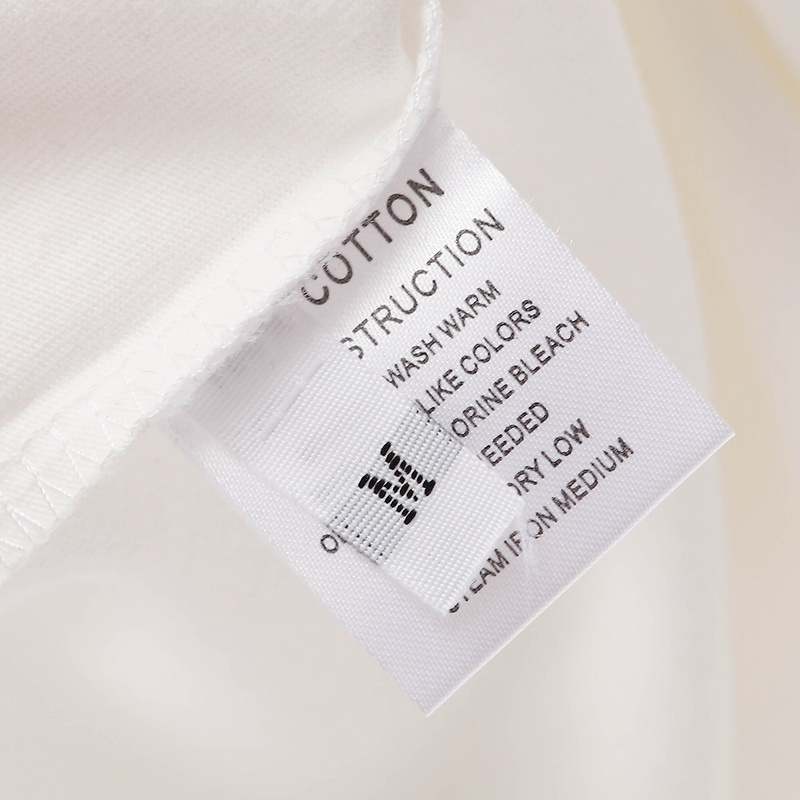 COTTON
STRUCTION
WASH WARM
LIKE COLORS
ORINE BLEACH
EEDED
DRY LOW
STEAM IRON MEDIUM
M